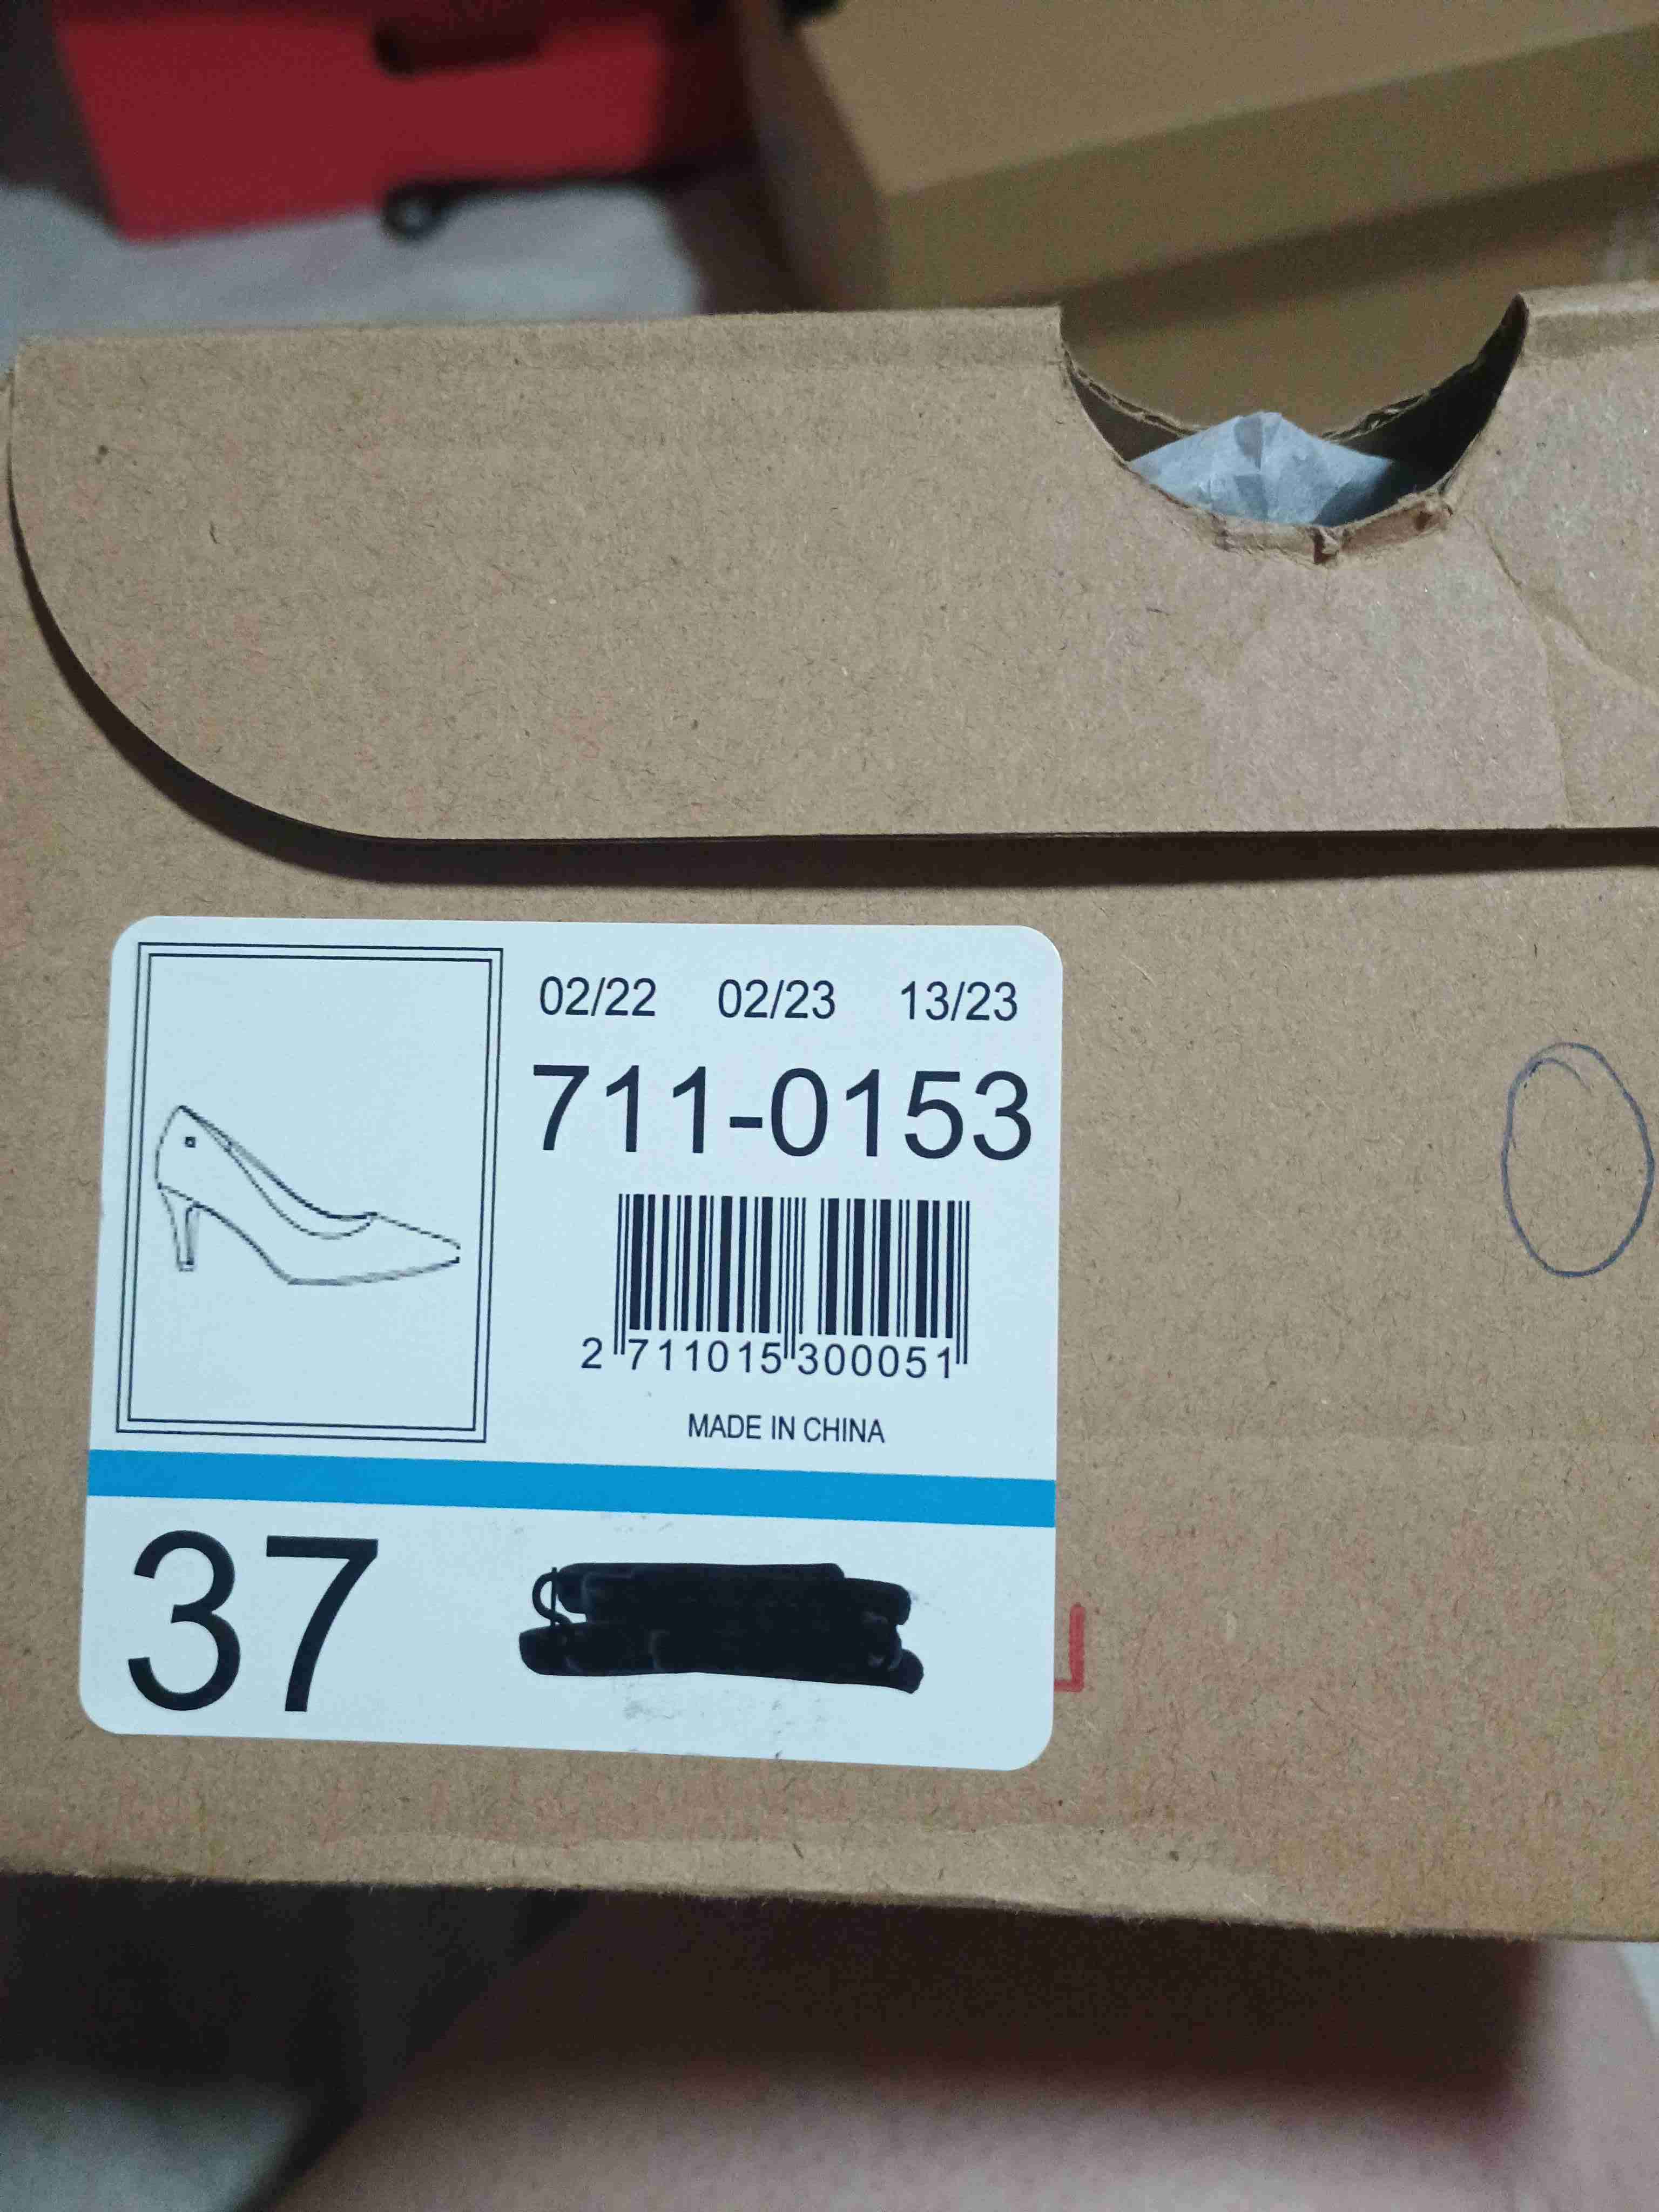 02/22 02/23 13/23
711-0153
2 711015 300051
MADE IN CHINA
37 $